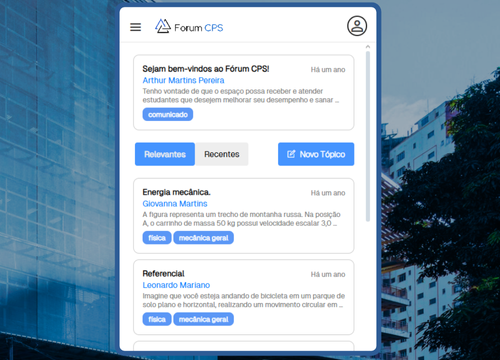 Forum CPS
Sejam bem-vindos ao Fórum CPS!
Há um ano
Arthur Martins Pereira
Tenho vontade de que o espaço possa receber e atender
estudantes que desejem melhorar seu desempenho e sanar ...
comunicado
Relevantes
Recentes
Novo Tópico
Energia mecânica.
Há um ano
Giovanna Martins
A figura representa um trecho de montanha russa. Na posição
A, o carrinho de massa 50 kg possui velocidade escalar 3,0 ...
física
mecânica geral
Referencial
Há um ano
Leonardo Mariano
Imagine que você esteja andando de bicicleta em um parque de
solo plano e horizontal, realizando um movimento circular em ...
física
mecânica geral